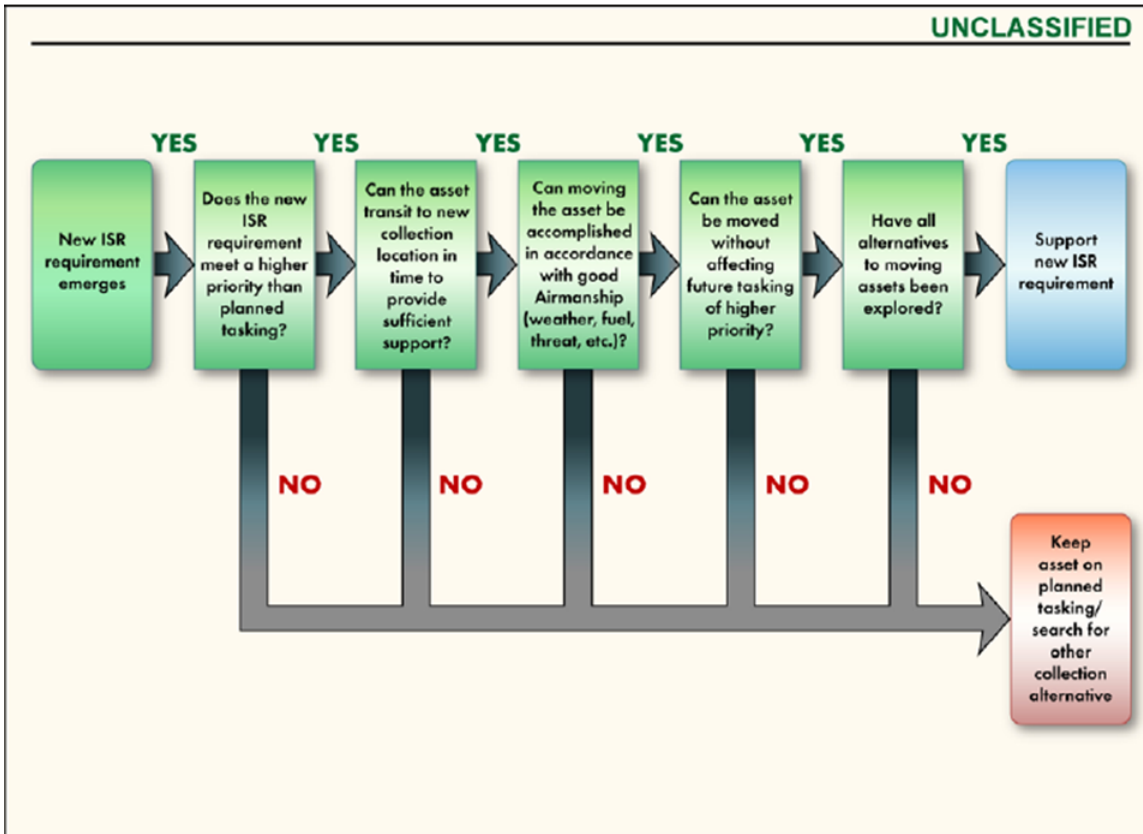 UNCLASSIFIED
YES
YES
YES
YES
YES
YES
New ISR
requirement
emerges
Does the new
ISR
requirement
meet a higher
priority than
planned
tasking?
Can the asset
transit to new
collection
location in
time to
provide
sufficient
support?
Can moving
the asset be
accomplished
in accordance
with good
Airmanship
(weather, fuel,
threat, etc.)?
Can the asset
be moved
without
affecting
future tasking
of higher
priority?
Have all
alternatives
to moving
assets been
explored?
Support
new ISR
requirement
NO
NO
NO
NO
NO
Keep
asset on
planned
tasking/
search for
other
collection
alternative